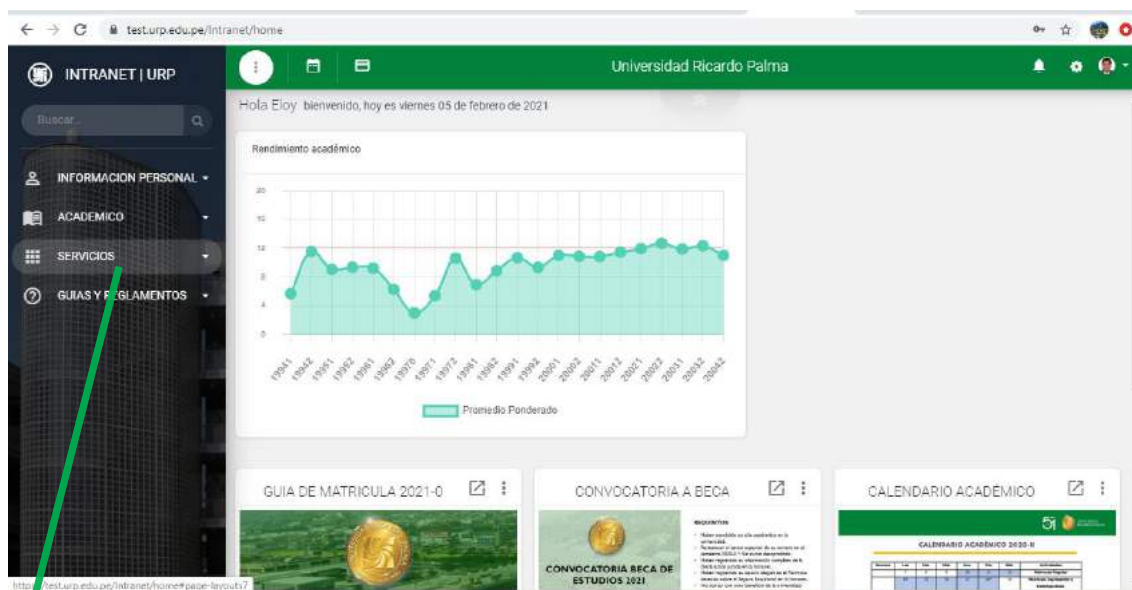 test.urp.edu.pe/Intranet/home
INTRANET | URP
Universidad Ricardo Palma
Buscar...
Hola Eloy bienvenido, hoy es viernes 05 de febrero de 2021
INFORMACION PERSONAL
ACADEMICO
SERVICIOS
GUIAS Y REGLAMENTOS
Rendimiento académico
20
16
12
8
4
0
19941 19942 19951 19952 19961 19962 19970 19971 19972 19981 19982 19991 19992 20001 20002 20011 20012 20021 20022 20031 20032 20042
Promedio Ponderado
GUIA DE MATRICULA 2021-0
CONVOCATORIA A BECA
CALENDARIO ACADÉMICO
CONVOCATORIA BECA DE
ESTUDIOS 2021
REQUISITOS
CALENDARIO ACADÉMICO 2020-II
https://test.urp.edu.pe/Intranet/home#page-layouts7